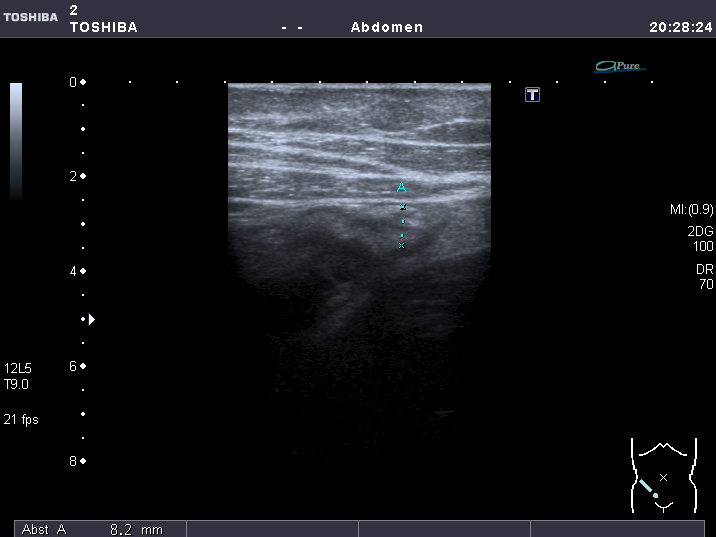 TOSHIBA
2
TOSHIBA - - Abdomen 20:28:24
aPure
T
0
2
4
6
8
A
MI:(0.9)
2DG
100
DR
70
12L5
T9.0
21 fps
Abst A 8.2 mm